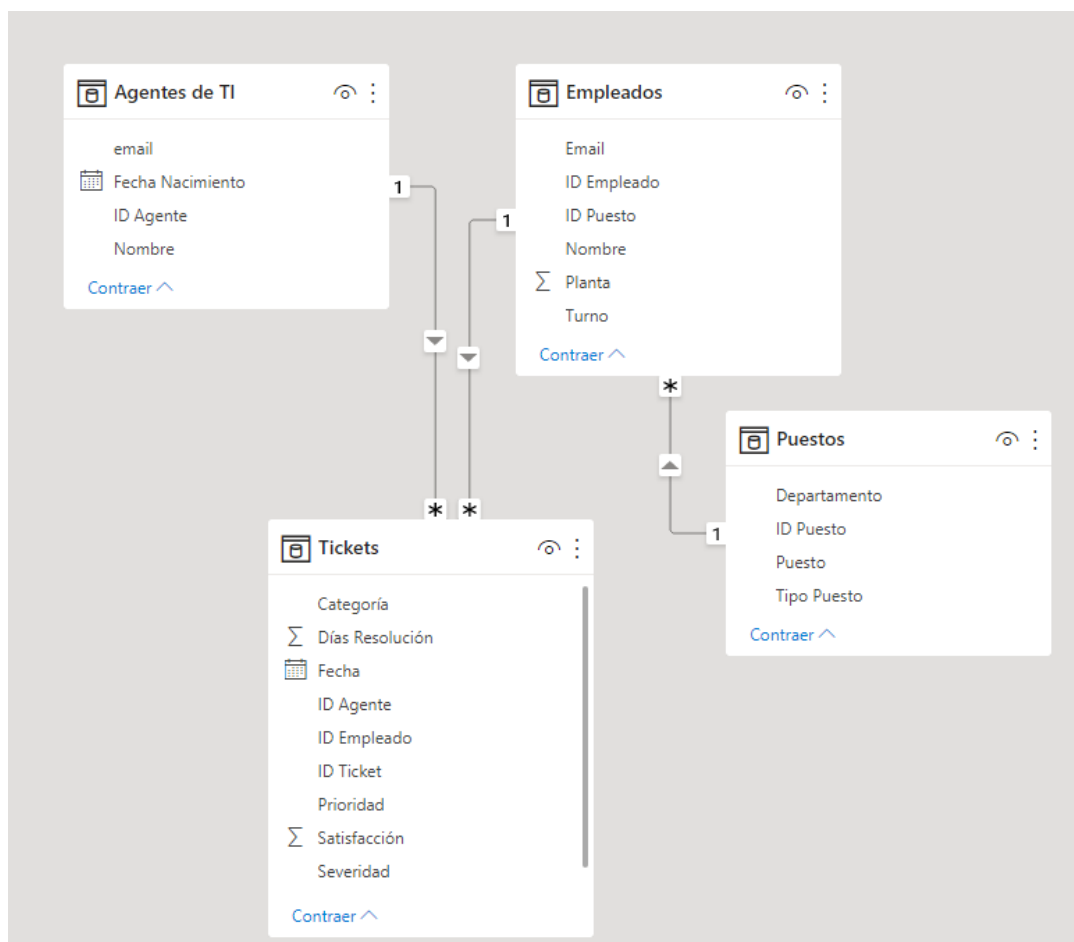 Agentes de TI
email
Fecha Nacimiento
ID Agente
Nombre
Contraer
1
Empleados
Email
ID Empleado
ID Puesto
Nombre
Σ Planta
Turno
Contraer
1
*
Puestos
Departamento
ID Puesto
Puesto
Tipo Puesto
Contraer
1
* *
Tickets
Categoría
Σ Días Resolución
Fecha
ID Agente
ID Empleado
ID Ticket
Prioridad
Σ Satisfacción
Severidad
Contraer